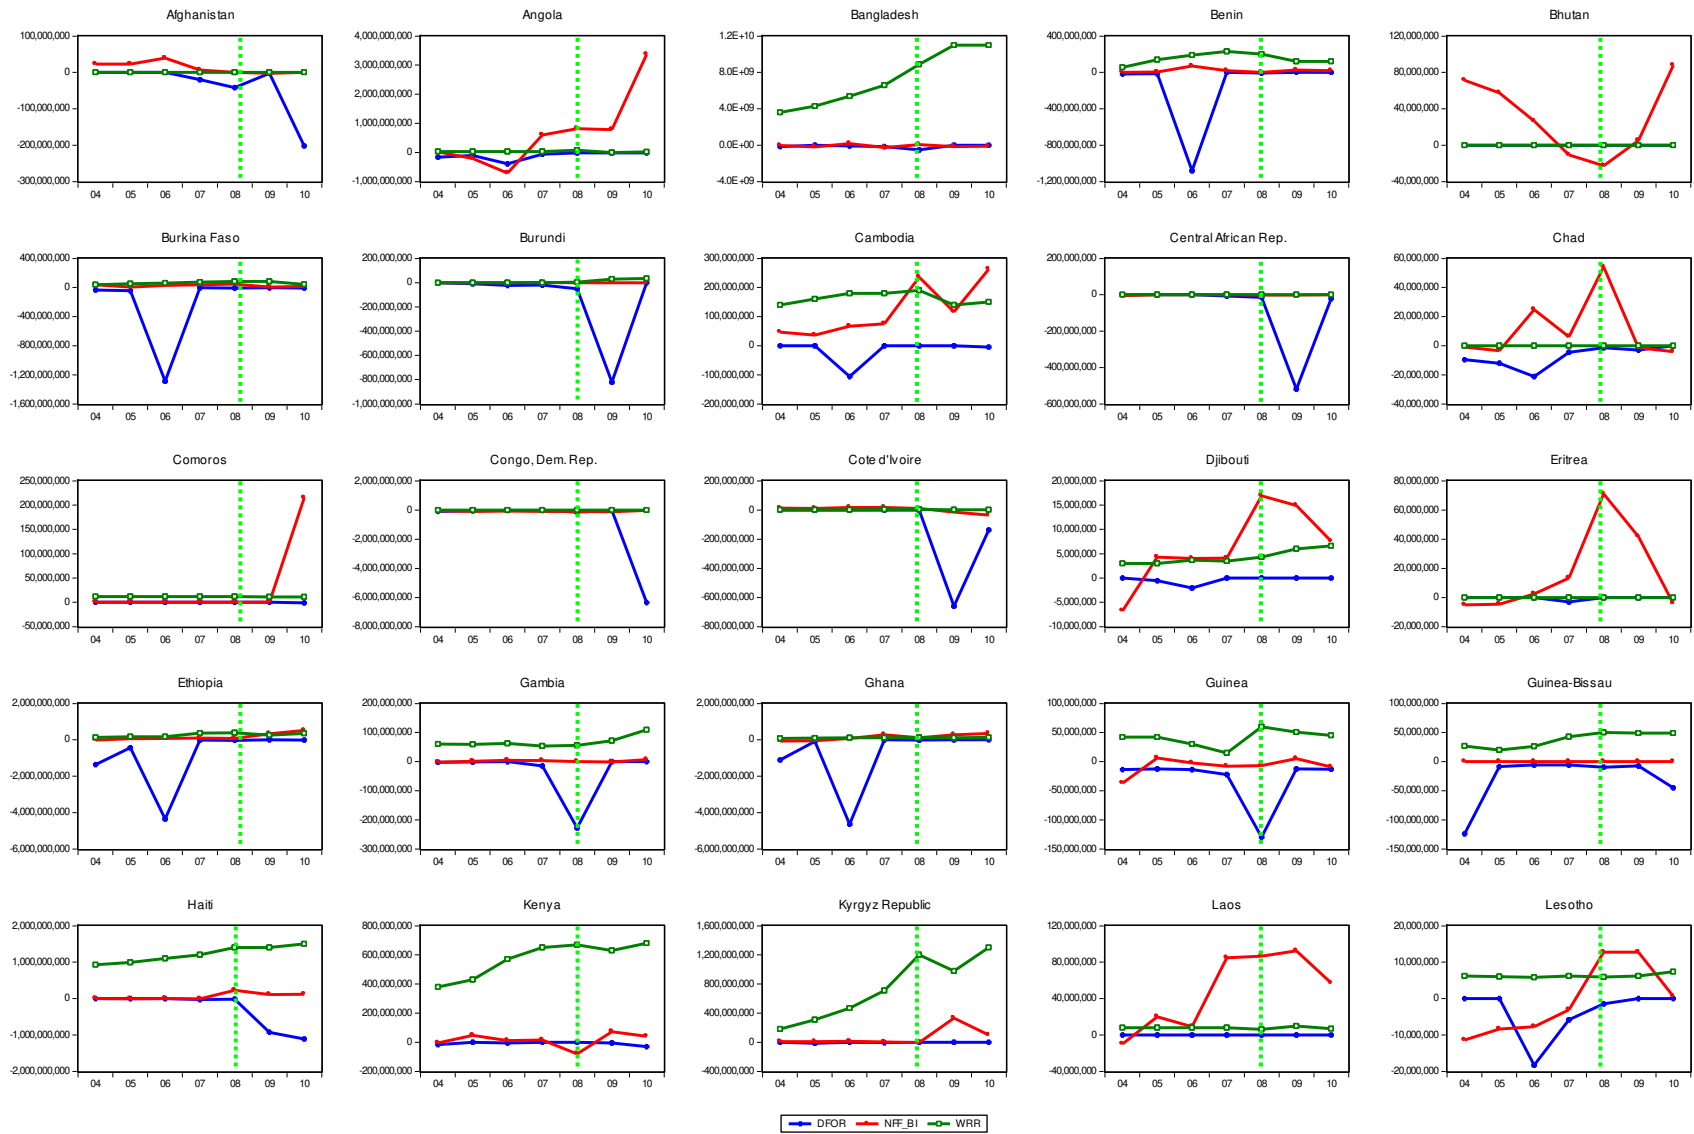 Afghanistan
100,000,000
0
-100,000,000
-200,000,000
-300,000,000
04 05 06 07 08 09 10
Angola
4,000,000,000
3,000,000,000
2,000,000,000
1,000,000,000
0
-1,000,000,000
04 05 06 07 08 09 10
Bangladesh
1.2E+10
8.0E+09
4.0E+09
0.0E+00
-4.0E+09
04 05 06 07 08 09 10
Benin
400,000,000
0
-400,000,000
-800,000,000
-1,200,000,000
04 05 06 07 08 09 10
Bhutan
120,000,000
80,000,000
40,000,000
0
-40,000,000
04 05 06 07 08 09 10
Burkina Faso
400,000,000
0
-400,000,000
-800,000,000
-1,200,000,000
-1,600,000,000
04 05 06 07 08 09 10
Burundi
200,000,000
0
-200,000,000
-400,000,000
-600,000,000
-800,000,000
-1,000,000,000
04 05 06 07 08 09 10
Cambodia
300,000,000
200,000,000
100,000,000
0
-100,000,000
-200,000,000
04 05 06 07 08 09 10
Central African Rep.
200,000,000
0
-200,000,000
-400,000,000
-600,000,000
04 05 06 07 08 09 10
Chad
60,000,000
40,000,000
20,000,000
0
-20,000,000
-40,000,000
04 05 06 07 08 09 10
Comoros
250,000,000
200,000,000
150,000,000
100,000,000
50,000,000
0
-50,000,000
04 05 06 07 08 09 10
Congo, Dem. Rep.
2,000,000,000
0
-2,000,000,000
-4,000,000,000
-6,000,000,000
-8,000,000,000
04 05 06 07 08 09 10
Cote d'Ivoire
200,000,000
0
-200,000,000
-400,000,000
-600,000,000
-800,000,000
04 05 06 07 08 09 10
Djibouti
20,000,000
15,000,000
10,000,000
5,000,000
0
-5,000,000
-10,000,000
04 05 06 07 08 09 10
Eritrea
80,000,000
60,000,000
40,000,000
20,000,000
0
-20,000,000
04 05 06 07 08 09 10
Ethiopia
2,000,000,000
0
-2,000,000,000
-4,000,000,000
-6,000,000,000
04 05 06 07 08 09 10
Gambia
200,000,000
100,000,000
0
-100,000,000
-200,000,000
-300,000,000
04 05 06 07 08 09 10
Ghana
2,000,000,000
0
-2,000,000,000
-4,000,000,000
-6,000,000,000
04 05 06 07 08 09 10
Guinea
100,000,000
50,000,000
0
-50,000,000
-100,000,000
-150,000,000
04 05 06 07 08 09 10
Guinea-Bissau
100,000,000
50,000,000
0
-50,000,000
-100,000,000
-150,000,000
04 05 06 07 08 09 10
Haiti
2,000,000,000
1,000,000,000
0
-1,000,000,000
-2,000,000,000
04 05 06 07 08 09 10
Kenya
800,000,000
600,000,000
400,000,000
200,000,000
0
-200,000,000
04 05 06 07 08 09 10
Kyrgyz Republic
1,600,000,000
1,200,000,000
800,000,000
400,000,000
0
-400,000,000
04 05 06 07 08 09 10
Laos
120,000,000
80,000,000
40,000,000
0
-40,000,000
04 05 06 07 08 09 10
Lesotho
20,000,000
10,000,000
0
-10,000,000
-20,000,000
04 05 06 07 08 09 10
DFOR NFF_BI WRR